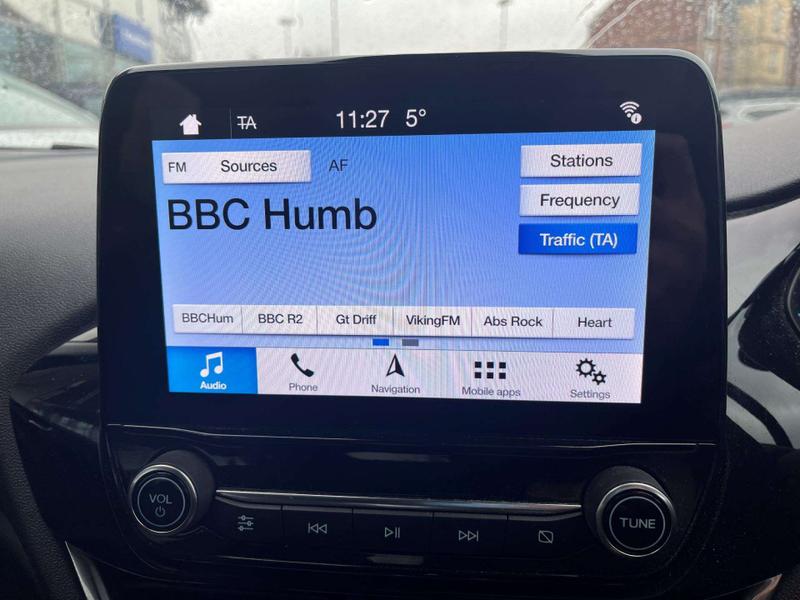 TA 11:27 5°
FM Sources AF Stations
Frequency
BBC Humb
Traffic (TA)
BBCHum BBC R2 Gt Driff VikingFM Abs Rock Heart
Audio Phone Navigation Mobile apps Settings
VOL
TUNE